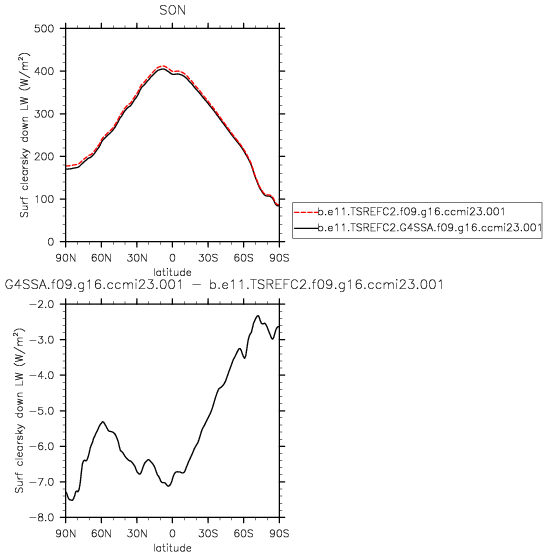 SON
500
400
300
200
100
0
Surf clearsky down LW (W/m²)
90N 60N 30N 0 30S 60S 90S
latitude
b.e11.TSREFC2.f09.g16.ccmi23.001
b.e11.TSREFC2.G4SSA.f09.g16.ccmi23.001
G4SSA.f09.g16.ccmi23.001 − b.e11.TSREFC2.f09.g16.ccmi23.001
−2.0
−3.0
−4.0
−5.0
−6.0
−7.0
−8.0
Surf clearsky down LW (W/m²)
90N 60N 30N 0 30S 60S 90S
latitude